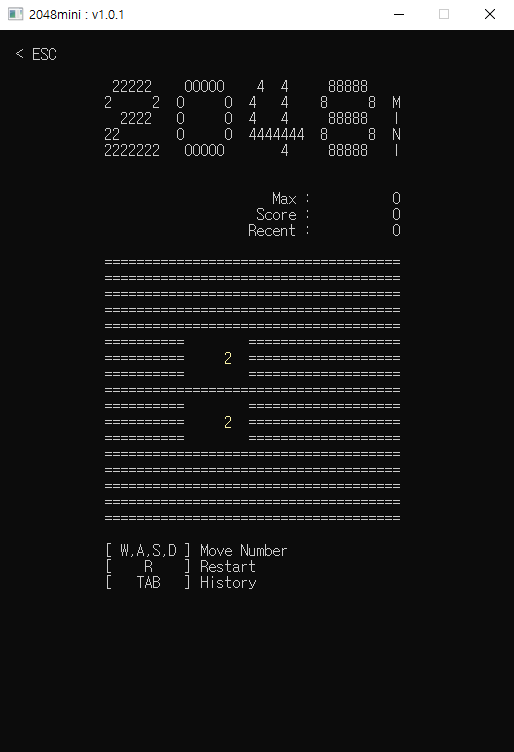 2048mini : v1.0.1
< ESC
 22222    00000    4  4     88888
2     2  0     0  4   4    8     8  M
  2222   0     0  4   4     88888   I
22       0     0  4444444  8     8  N
2222222   00000       4     88888   I
Max :          0
Score :          0
Recent :          0
=====================================
=====================================
=====================================
=====================================
=====================================
==========        ===================
==========     2  ===================
==========        ===================
=====================================
==========        ===================
==========     2  ===================
==========        ===================
=====================================
=====================================
=====================================
=====================================
=====================================
[ W,A,S,D ] Move Number
[    R    ] Restart
[   TAB   ] History